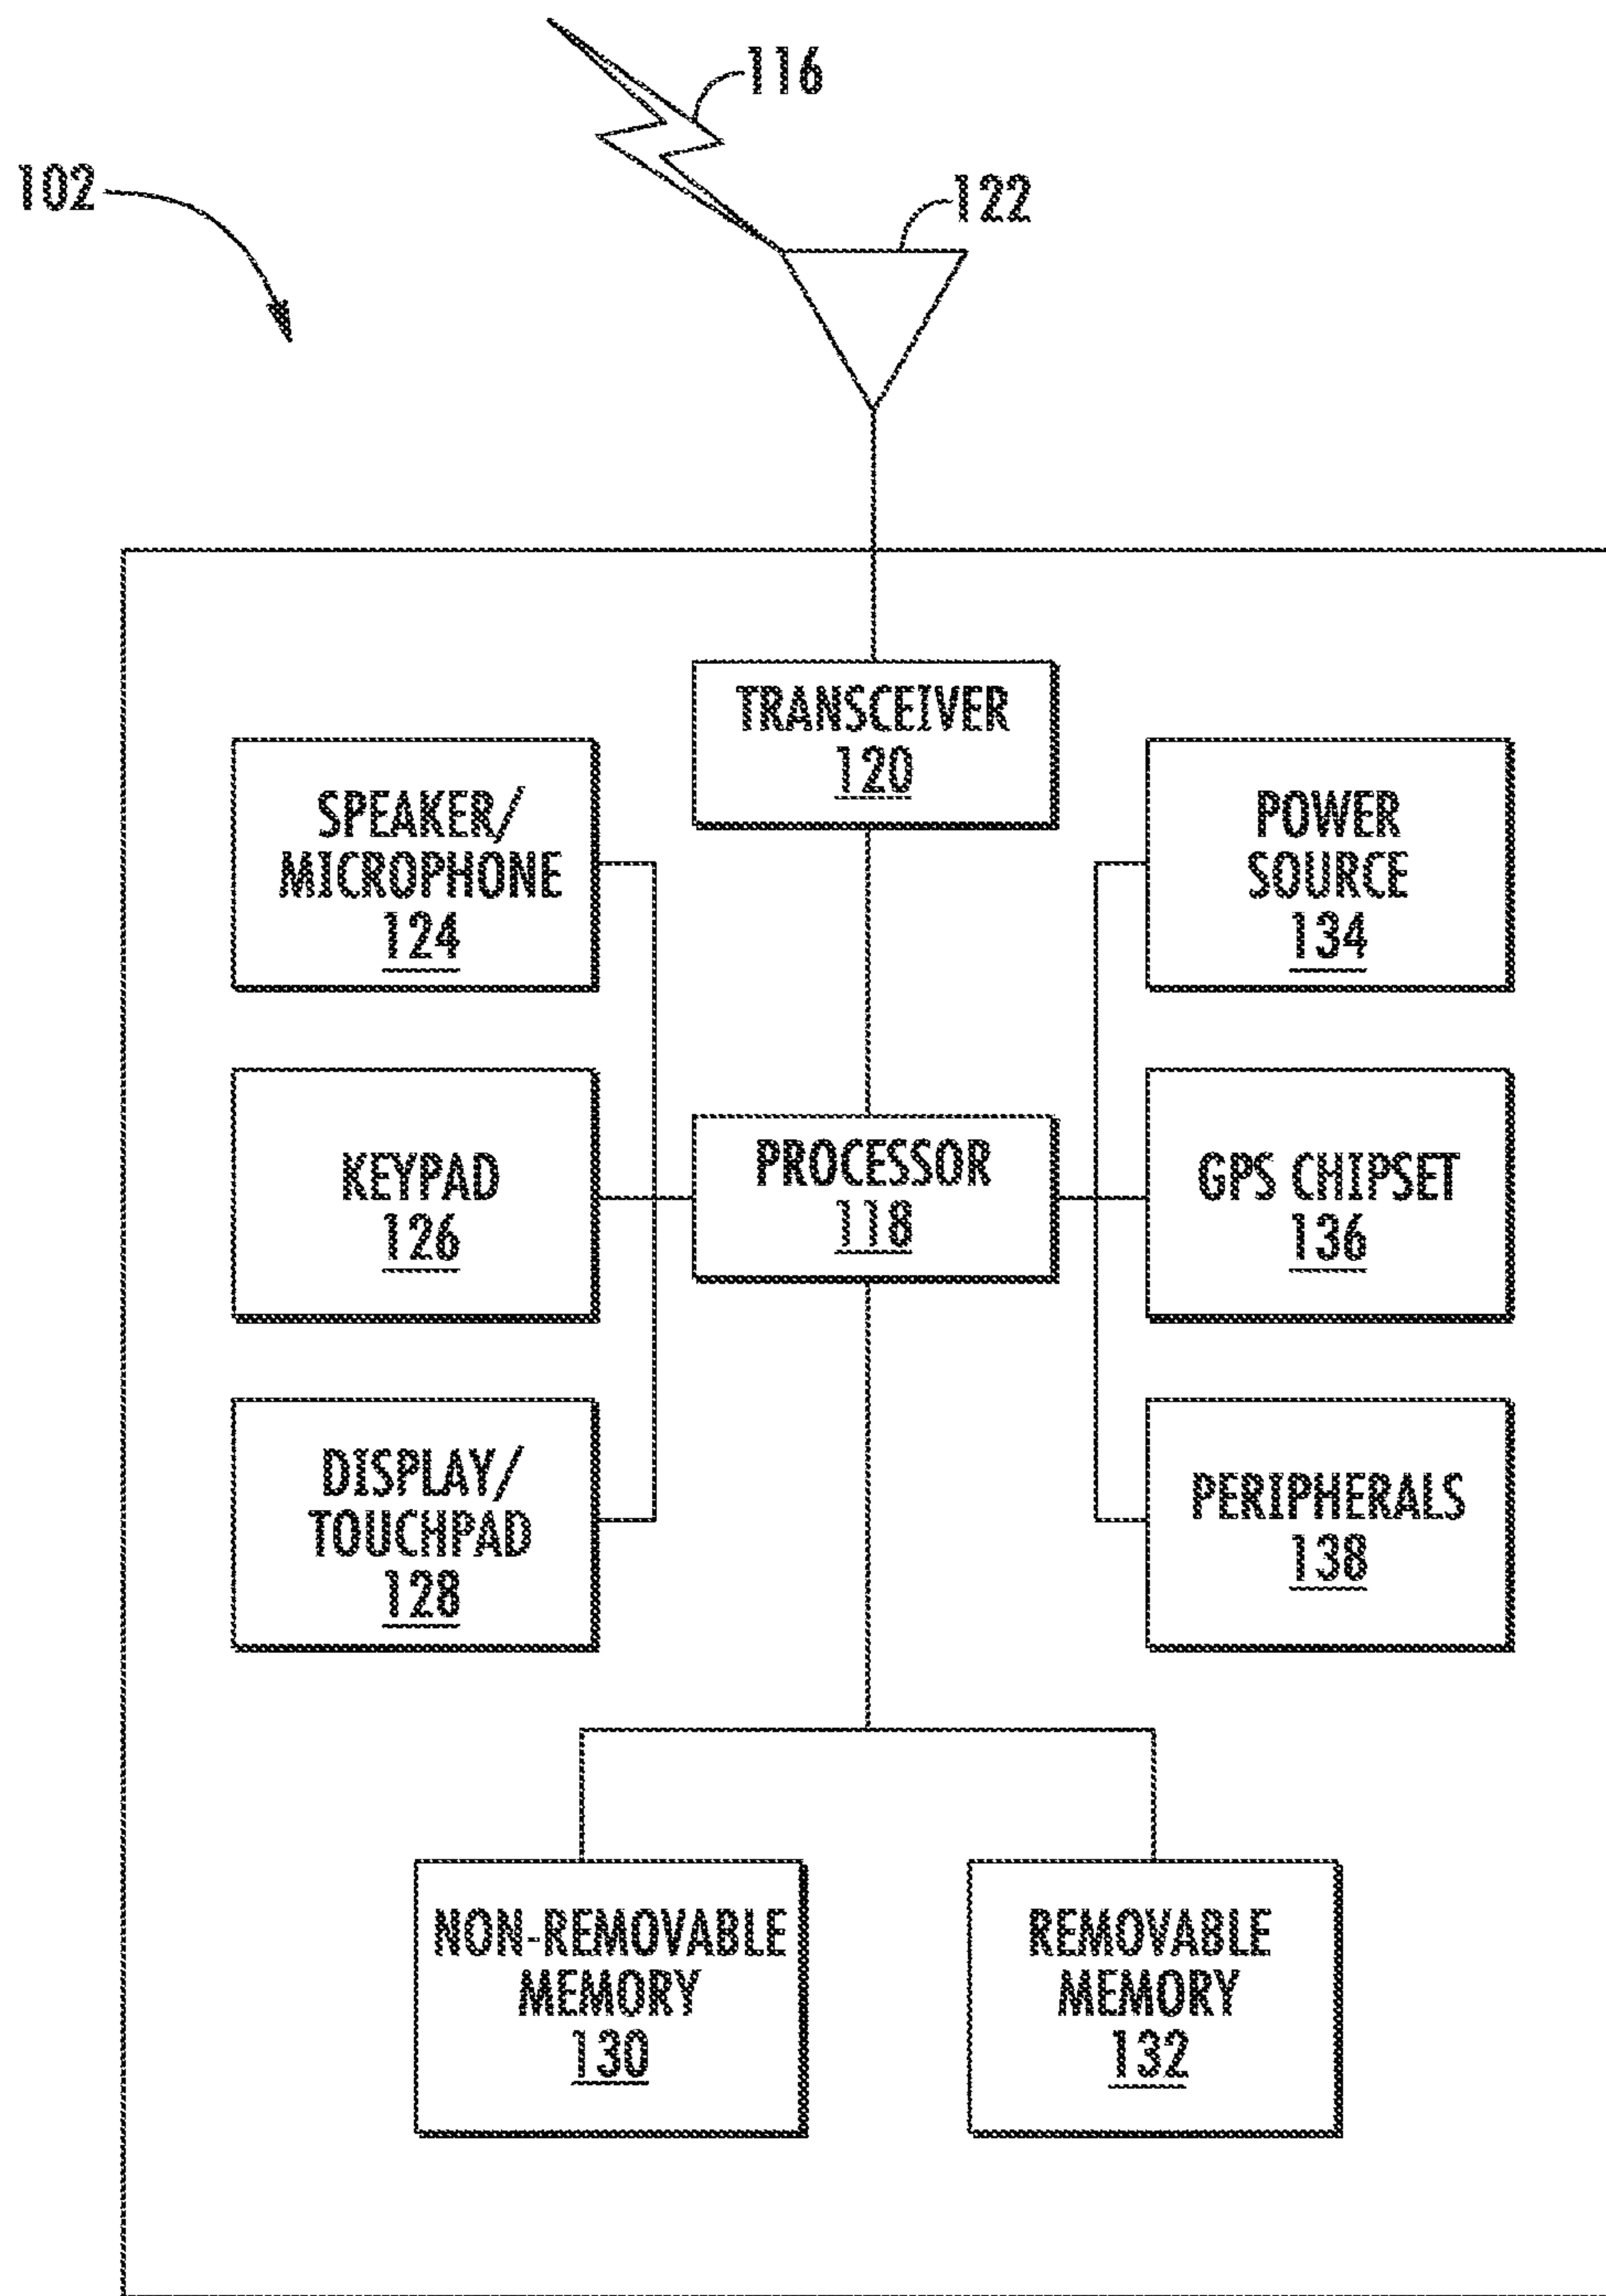 116
102
122
TRANSCEIVER
120
SPEAKER/
MICROPHONE
124
POWER
SOURCE
134
KEYPAD
126
PROCESSOR
118
GPS CHIPSET
136
DISPLAY/
TOUCHPAD
128
PERIPHERALS
138
NON-REMOVABLE
MEMORY
130
REMOVABLE
MEMORY
132